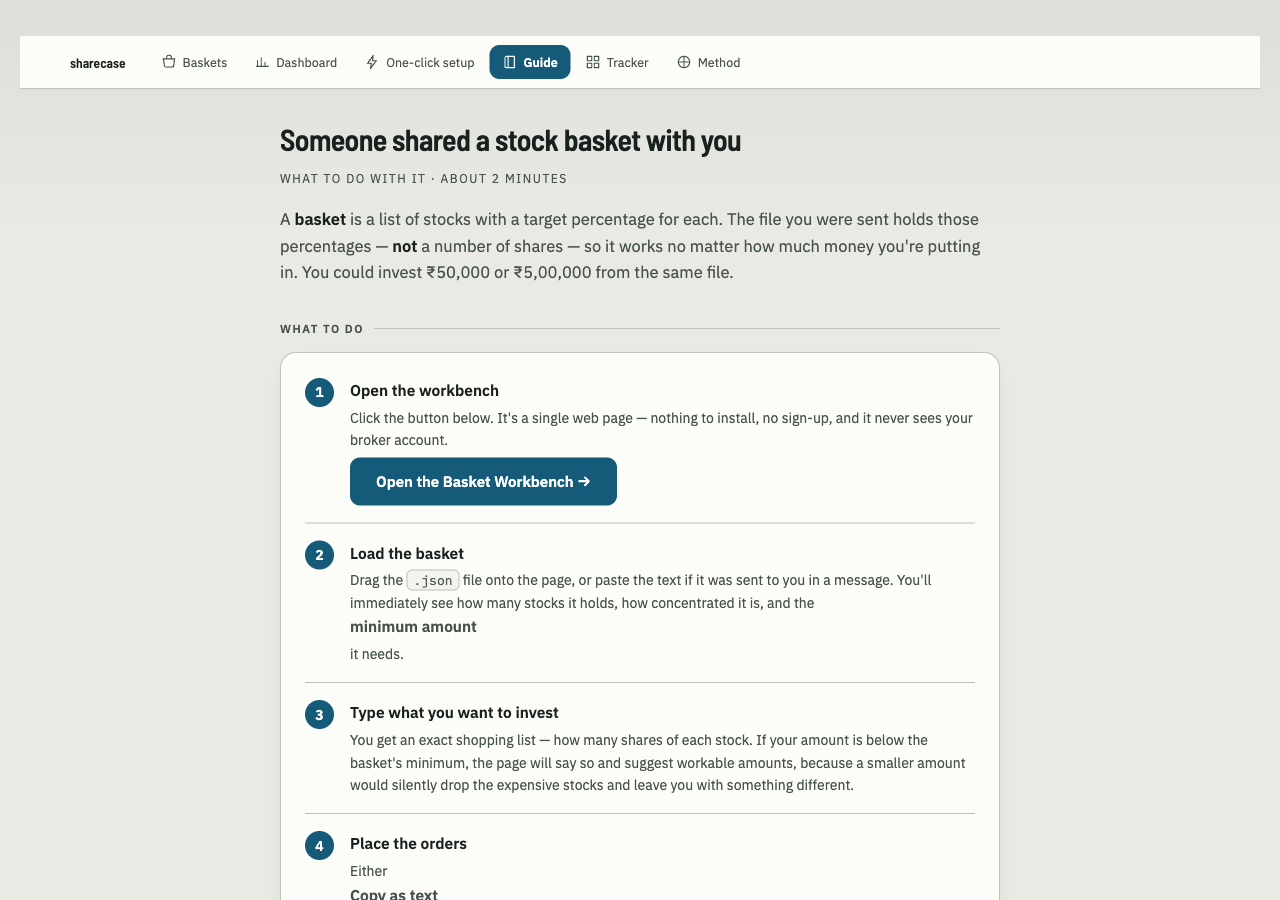 sharecase
Baskets
Dashboard
One-click setup
Guide
Tracker
Method
Someone shared a stock basket with you
WHAT TO DO WITH IT · ABOUT 2 MINUTES
A basket is a list of stocks with a target percentage for each. The file you were sent holds those
percentages — not a number of shares — so it works no matter how much money you're putting
in. You could invest ₹50,000 or ₹5,00,000 from the same file.
WHAT TO DO
1
Open the workbench
Click the button below. It's a single web page — nothing to install, no sign-up, and it never sees your
broker account.
Open the Basket Workbench →
2
Load the basket
Drag the .json file onto the page, or paste the text if it was sent to you in a message. You'll
immediately see how many stocks it holds, how concentrated it is, and the
minimum amount
it needs.
3
Type what you want to invest
You get an exact shopping list — how many shares of each stock. If your amount is below the
basket's minimum, the page will say so and suggest workable amounts, because a smaller amount
would silently drop the expensive stocks and leave you with something different.
4
Place the orders
Either
Copy as text